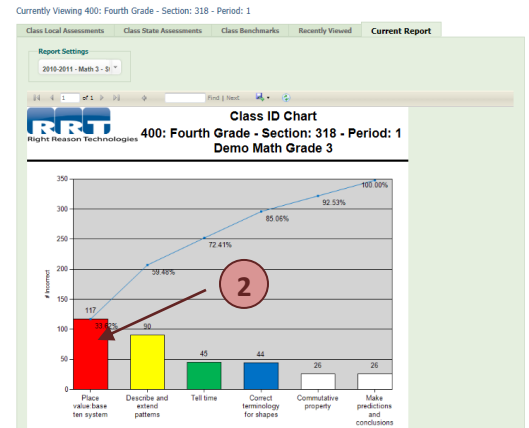 Currently Viewing 400: Fourth Grade - Section: 318 - Period: 1
Class Local Assessments Class State Assessments Class Benchmarks Recently Viewed Current Report
Report Settings
2010-2011 - Math 3 -
1 of 1 Find | Next
RRT
Right Reason Technologies
Class ID Chart
400: Fourth Grade - Section: 318 - Period: 1
Demo Math Grade 3
# Incorrect
350
300
250
200
150
100
50
0
100.00%
92.53%
85.06%
72.41%
59.48%
2
117
90
45
44
26
26
Place value:base ten system
Describe and extend patterns
Tell time
Correct terminology for shapes
Commutative property
Make predictions and conclusions